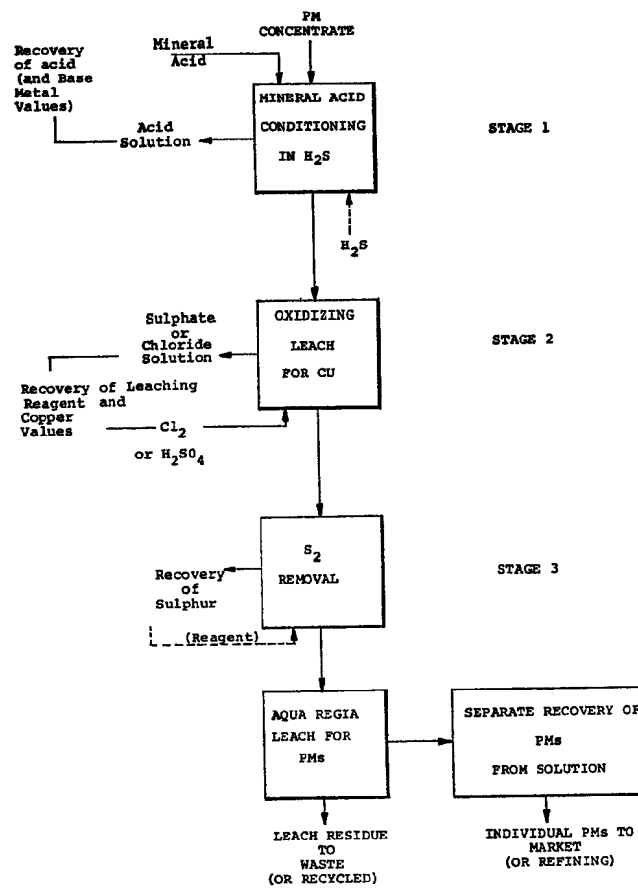 PM
CONCENTRATE
Mineral
Acid
Recovery
of acid
(and Base
Metal
Values)
Acid
Solution
MINERAL ACID
CONDITIONING
IN H₂S
STAGE 1
H₂S
Sulphate
or
Chloride
Solution
OXIDIZING
LEACH
FOR CU
STAGE 2
Recovery of Leaching
Reagent and
Copper
Values
Cl₂
or H₂SO₄
S₂
REMOVAL
STAGE 3
Recovery
of
Sulphur
(Reagent)
AQUA REGIA
LEACH FOR
PMs
SEPARATE RECOVERY OF
PMs
FROM SOLUTION
LEACH RESIDUE
TO
WASTE
(OR RECYCLED)
INDIVIDUAL PMs TO
MARKET
(OR REFINING)